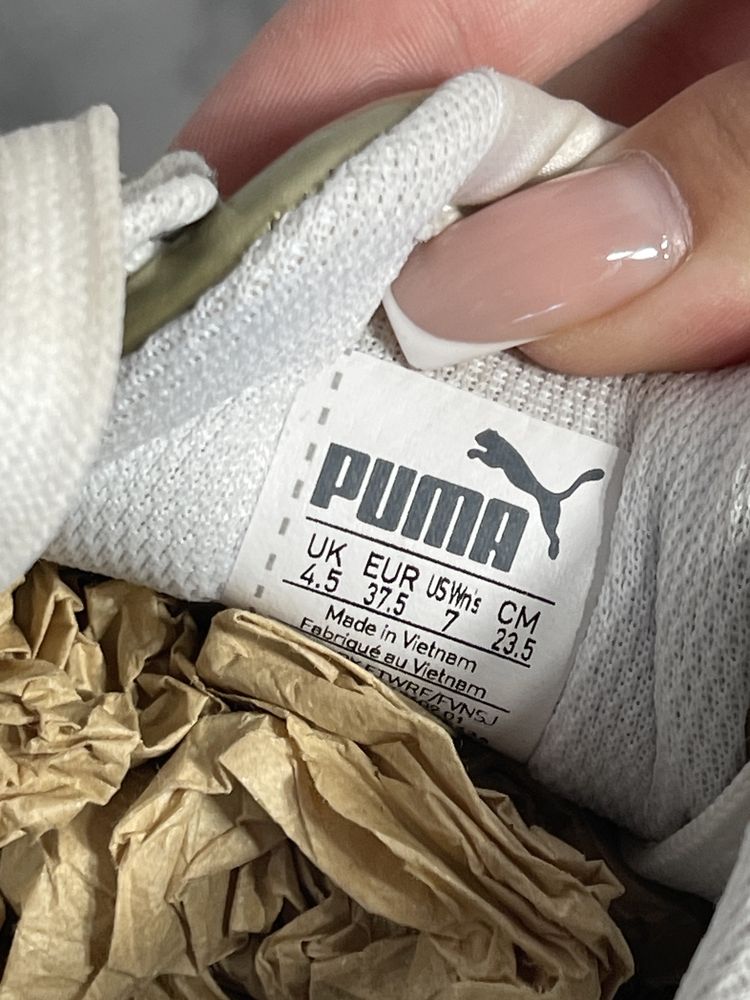 PUMA
UK EUR US Wn's CM
4.5 37.5 7 23.5
Made in Vietnam
Fabriqué au Vietnam